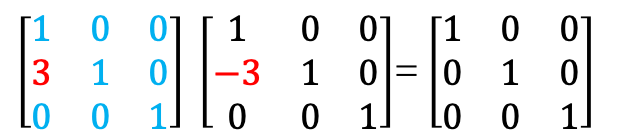 [1 0 0] [1 0 0] = [1 0 0]
[3 1 0] [−3 1 0] = [0 1 0]
[0 0 1] [0 0 1] = [0 0 1]